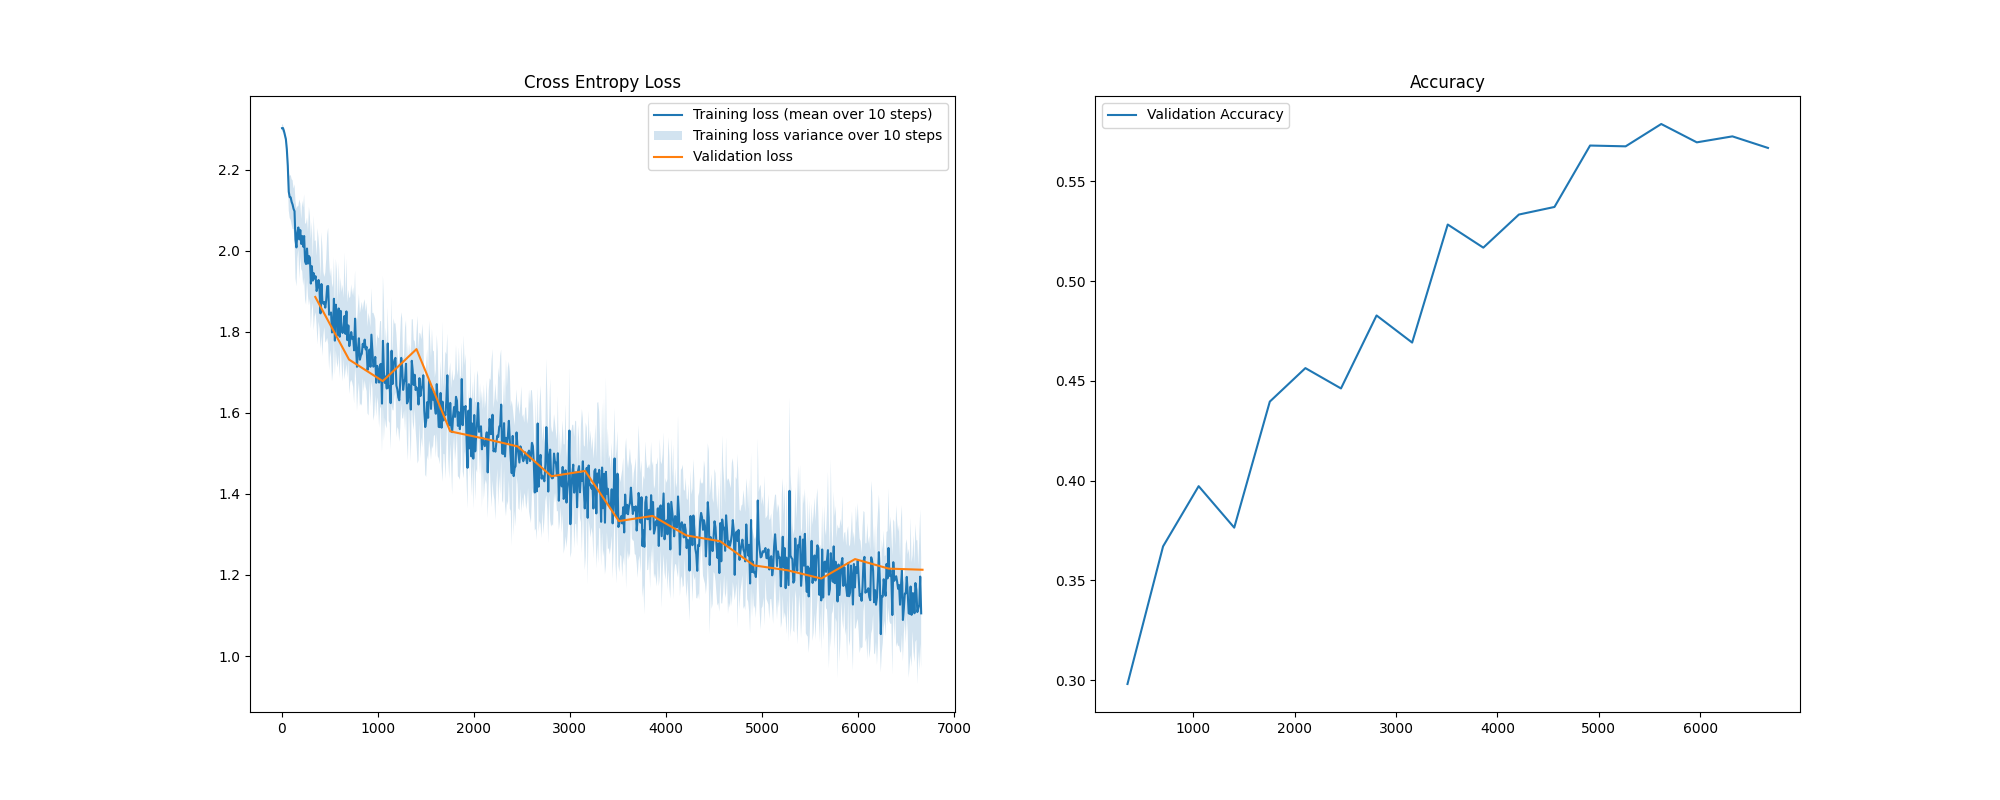 Cross Entropy Loss
Training loss (mean over 10 steps)
Training loss variance over 10 steps
Validation loss
2.2
2.0
1.8
1.6
1.4
1.2
1.0
0 1000 2000 3000 4000 5000 6000 7000
Accuracy
Validation Accuracy
0.55
0.50
0.45
0.40
0.35
0.30
1000 2000 3000 4000 5000 6000